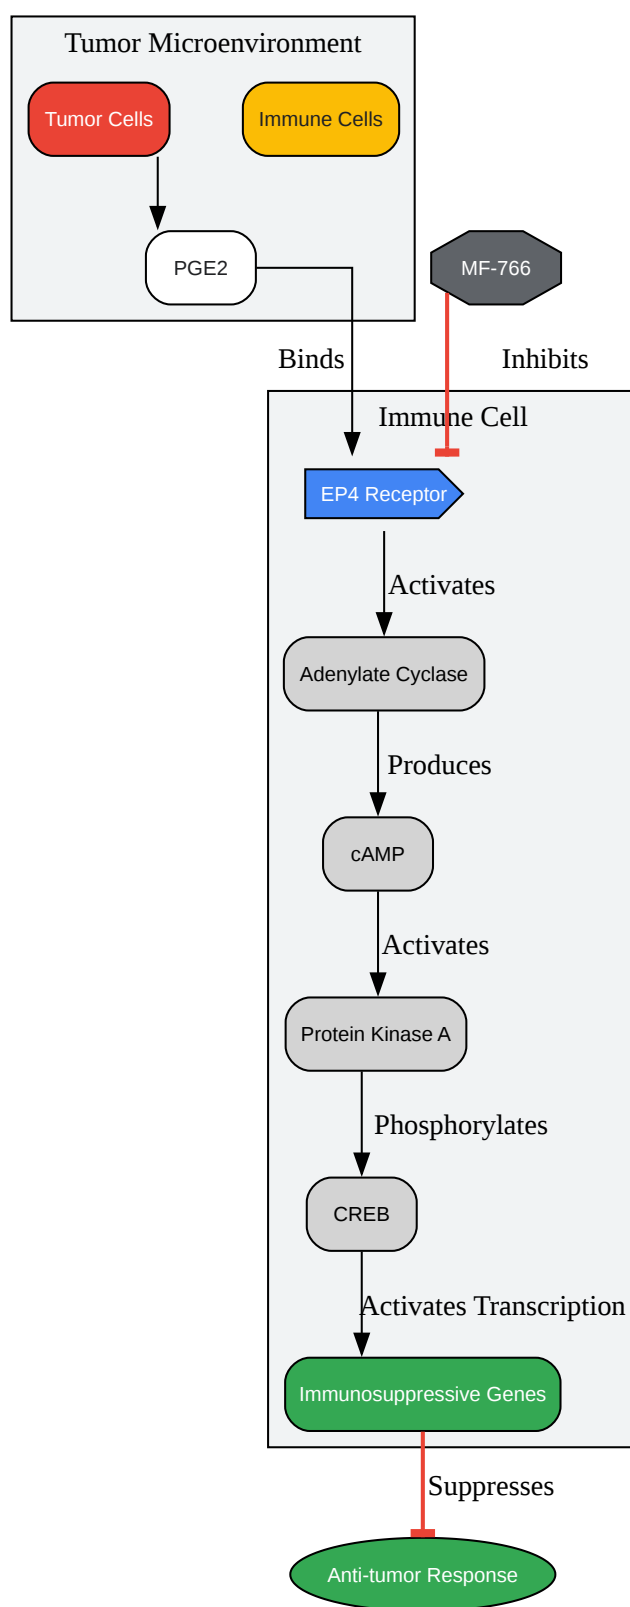 Tumor Microenvironment
Tumor Cells
Immune Cells
PGE2
MF-766
Binds
Inhibits
Immune Cell
EP4 Receptor
Activates
Adenylate Cyclase
Produces
cAMP
Activates
Protein Kinase A
Phosphorylates
CREB
Activates Transcription
Immunosuppressive Genes
Suppresses
Anti-tumor Response